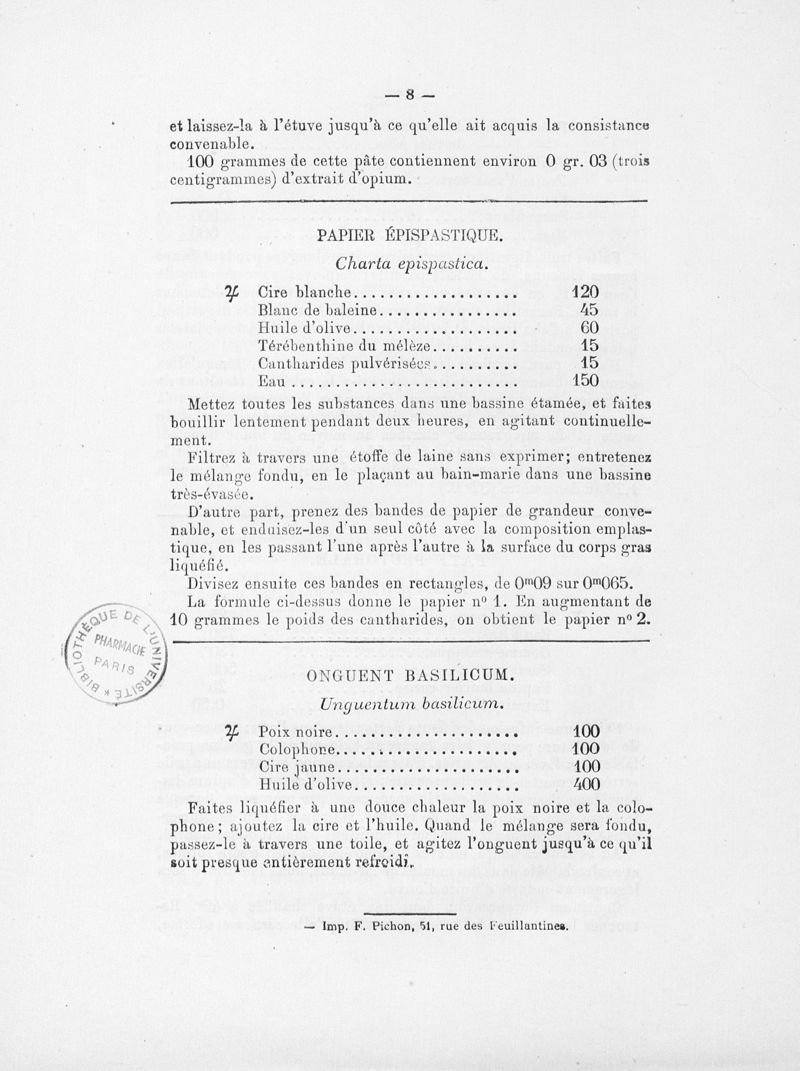 — 8 —
et laissez-la à l'étuve jusqu'à ce qu'elle ait acquis la consistance
convenable.
100 grammes de cette pâte contiennent environ 0 gr. 03 (trois
centigrammes) d'extrait d'opium.
PAPIER ÉPISPASTIQUE.
Charta epispastica.
♃ Cire blanche................... 120
Blanc de baleine................ 45
Huile d'olive................... 60
Térébenthine du mélèze.......... 15
Cantharides pulvérisées.......... 15
Eau .......................... 150
Mettez toutes les substances dans une bassine étamée, et faites
bouillir lentement pendant deux heures, en agitant continuelle-
ment.
Filtrez à travers une étoffe de laine sans exprimer; entretenez
le mélange fondu, en le plaçant au bain-marie dans une bassine
très-évasée.
D'autre part, prenez des bandes de papier de grandeur conve-
nable, et enduisez-les d'un seul côté avec la composition emplas-
tique, en les passant l'une après l'autre à la surface du corps gras
liquéfié.
Divisez ensuite ces bandes en rectangles, de 0ᵐ09 sur 0ᵐ065.
La formule ci-dessus donne le papier nº 1. En augmentant de
10 grammes le poids des cantharides, on obtient le papier nº 2.
BIBLIOTHÈQUE DE L'UNIVERSITÉ *
PHARMACIE
PARIS
ONGUENT BASILICUM.
Unguentum basilicum.
♃ Poix noire..................... 100
Colophone..................... 100
Cire jaune..................... 100
Huile d'olive................... 400
Faites liquéfier à une douce chaleur la poix noire et la colo-
phone; ajoutez la cire et l'huile. Quand le mélange sera fondu,
passez-le à travers une toile, et agitez l'onguent jusqu'à ce qu'il
soit presque entièrement refroidi.
— Imp. F. Pichon, 51, rue des Feuillantines.